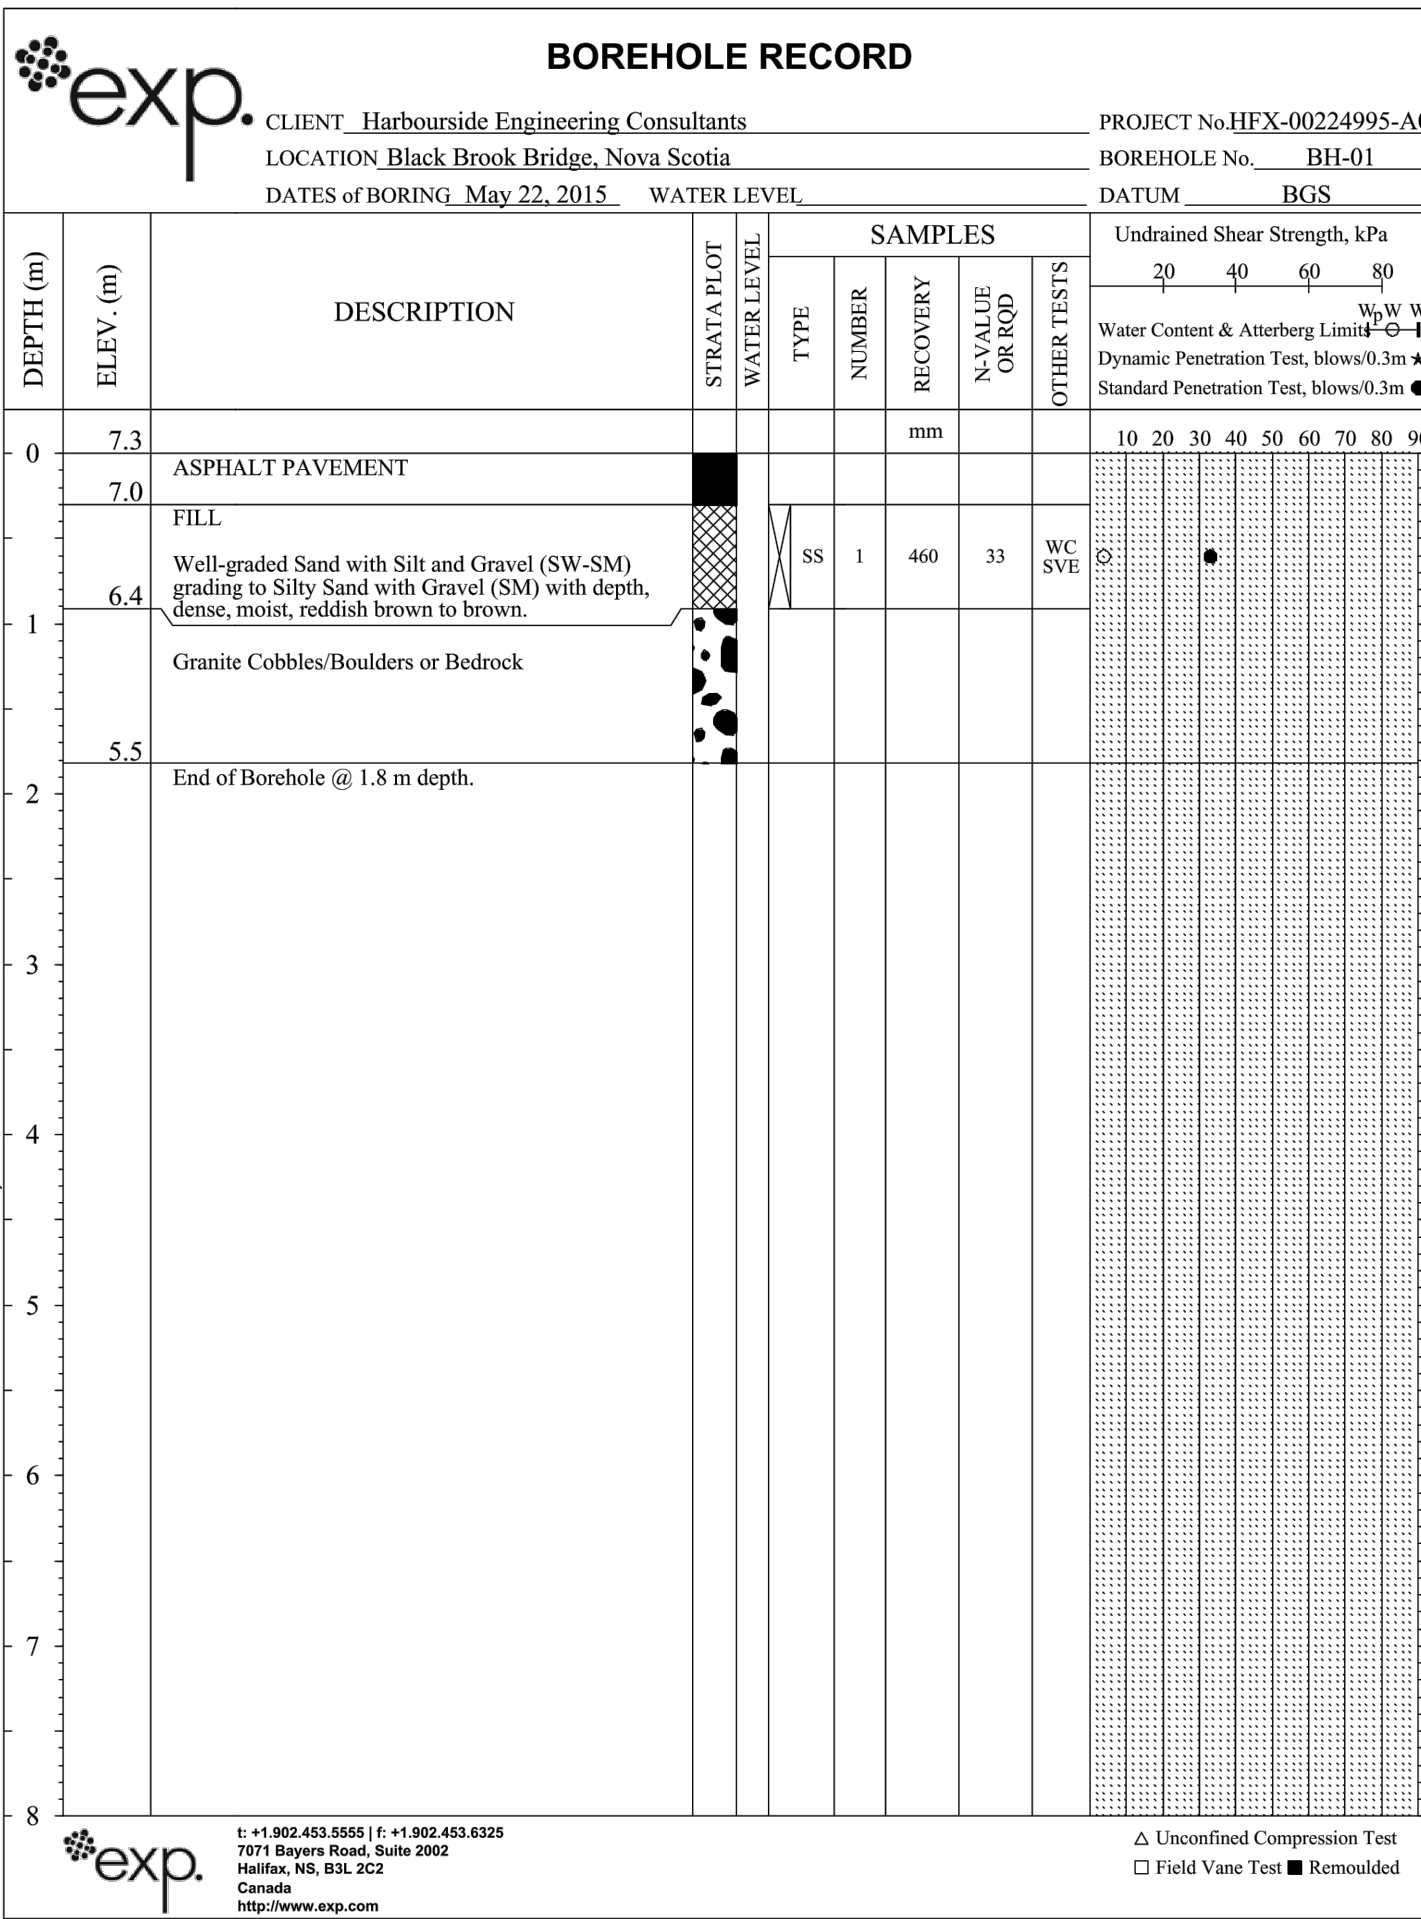 exp.
BOREHOLE RECORD
CLIENT Harbourside Engineering Consultants
PROJECT No. HFX-00224995-A
LOCATION Black Brook Bridge, Nova Scotia
BOREHOLE No. BH-01
DATES of BORING May 22, 2015 WATER LEVEL
DATUM BGS
DEPTH (m)
ELEV. (m)
DESCRIPTION
STRATA PLOT
WATER LEVEL
SAMPLES
TYPE
NUMBER
RECOVERY
N-VALUE
OR RQD
OTHER TESTS
Undrained Shear Strength, kPa
20 40 60 80
Wp W W
Water Content & Atterberg Limits
Dynamic Penetration Test, blows/0.3m ★
Standard Penetration Test, blows/0.3m ●
mm
10 20 30 40 50 60 70 80 90
0
7.3
ASPHALT PAVEMENT
7.0
FILL
Well-graded Sand with Silt and Gravel (SW-SM)
grading to Silty Sand with Gravel (SM) with depth,
dense, moist, reddish brown to brown.
SS 1 460 33 WC
SVE
6.4
1
Granite Cobbles/Boulders or Bedrock
5.5
End of Borehole @ 1.8 m depth.
2
3
4
5
6
7
8
exp.
t: +1.902.453.5555 | f: +1.902.453.6325
7071 Bayers Road, Suite 2002
Halifax, NS, B3L 2C2
Canada
http://www.exp.com
△ Unconfined Compression Test
□ Field Vane Test ■ Remoulded